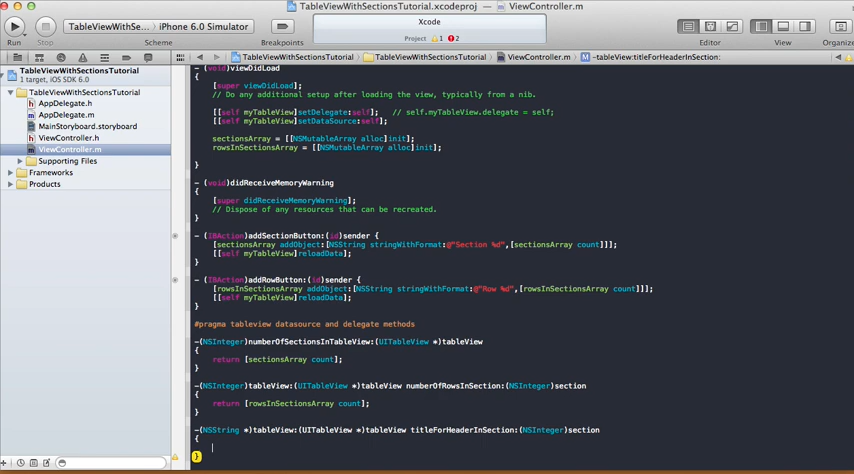 TableViewWithSectionsTutorial.xcodeproj — ViewController.m
Run
Stop
TableViewWithSe... iPhone 6.0 Simulator
Scheme
Breakpoints
Xcode
Project 1 2
Editor
View
Organize
TableViewWithSectionsTutorial
1 target, iOS SDK 6.0
TableViewWithSectionsTutorial
AppDelegate.h
AppDelegate.m
MainStoryboard.storyboard
ViewController.h
ViewController.m
Supporting Files
Frameworks
Products
TableViewWithSectionsTutorial TableViewWithSectionsTutorial ViewController.m M -tableView:titleForHeaderInSection:
- (void)viewDidLoad
{
[super viewDidLoad];
// Do any additional setup after loading the view, typically from a nib.
[[self myTableView]setDelegate:self]; // self.myTableView.delegate = self;
[[self myTableView]setDataSource:self];
sectionsArray = [[NSMutableArray alloc]init];
rowsInSectionsArray = [[NSMutableArray alloc]init];
}
- (void)didReceiveMemoryWarning
{
[super didReceiveMemoryWarning];
// Dispose of any resources that can be recreated.
}
- (IBAction)addSectionButton:(id)sender {
[sectionsArray addObject:[NSString stringWithFormat:@"Section %d",[sectionsArray count]]];
[[self myTableView]reloadData];
}
- (IBAction)addRowButton:(id)sender {
[rowsInSectionsArray addObject:[NSString stringWithFormat:@"Row %d",[rowsInSectionsArray count]]];
[[self myTableView]reloadData];
}
#pragma tableview datasource and delegate methods
-(NSInteger)numberOfSectionsInTableView:(UITableView *)tableView
{
return [sectionsArray count];
}
-(NSInteger)tableView:(UITableView *)tableView numberOfRowsInSection:(NSInteger)section
{
return [rowsInSectionsArray count];
}
-(NSString *)tableView:(UITableView *)tableView titleForHeaderInSection:(NSInteger)section
{
}